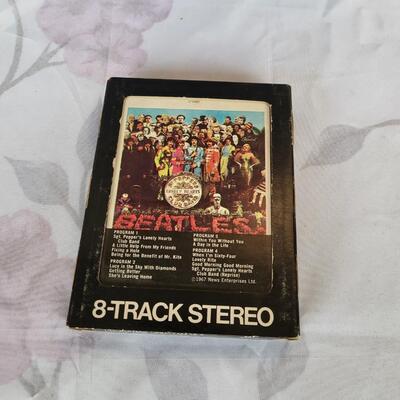 LONELY HEARTS
BEATLES
PROGRAM 1
Sgt. Pepper's Lonely Hearts
Club Band
A Little Help From My Friends
Fixing a Hole
Being for the Benefit of Mr. Kite
PROGRAM 2
Lucy in the Sky With Diamonds
Getting Better
She's Leaving Home
PROGRAM 3
Within You Without You
A Day in the Life
PROGRAM 4
When I'm Sixty-Four
Lovely Rita
Good Morning Good Morning
Sgt. Pepper's Lonely Hearts
Club Band (Reprise)
©1967 Nems Enterprises Ltd.
8-TRACK STEREO